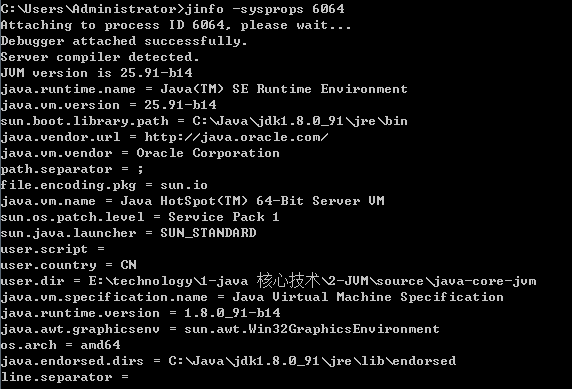 C:\Users\Administrator>jinfo -sysprops 6064
Attaching to process ID 6064, please wait...
Debugger attached successfully.
Server compiler detected.
JVM version is 25.91-b14
java.runtime.name = Java(TM) SE Runtime Environment
java.vm.version = 25.91-b14
sun.boot.library.path = C:\Java\jdk1.8.0_91\jre\bin
java.vendor.url = http://java.oracle.com/
java.vm.vendor = Oracle Corporation
path.separator = ;
file.encoding.pkg = sun.io
java.vm.name = Java HotSpot(TM) 64-Bit Server VM
sun.os.patch.level = Service Pack 1
sun.java.launcher = SUN_STANDARD
user.script =
user.country = CN
user.dir = E:\technology\1-java 核心技术\2-JVM\source\java-core-jvm
java.vm.specification.name = Java Virtual Machine Specification
java.runtime.version = 1.8.0_91-b14
java.awt.graphicsenv = sun.awt.Win32GraphicsEnvironment
os.arch = amd64
java.endorsed.dirs = C:\Java\jdk1.8.0_91\jre\lib\endorsed
line.separator =